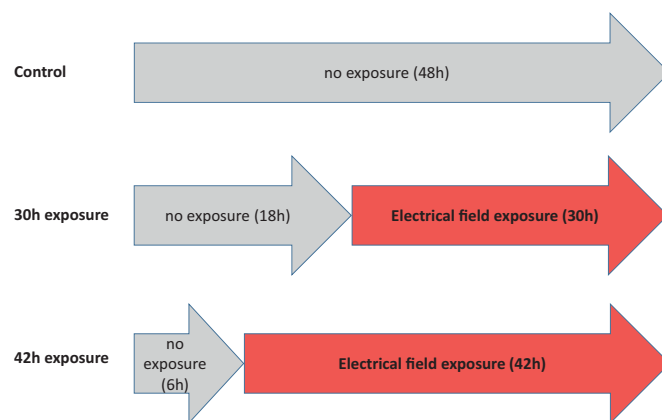 Control
no exposure (48h)
30h exposure
no exposure (18h)
Electrical field exposure (30h)
42h exposure
no
exposure
(6h)
Electrical field exposure (42h)